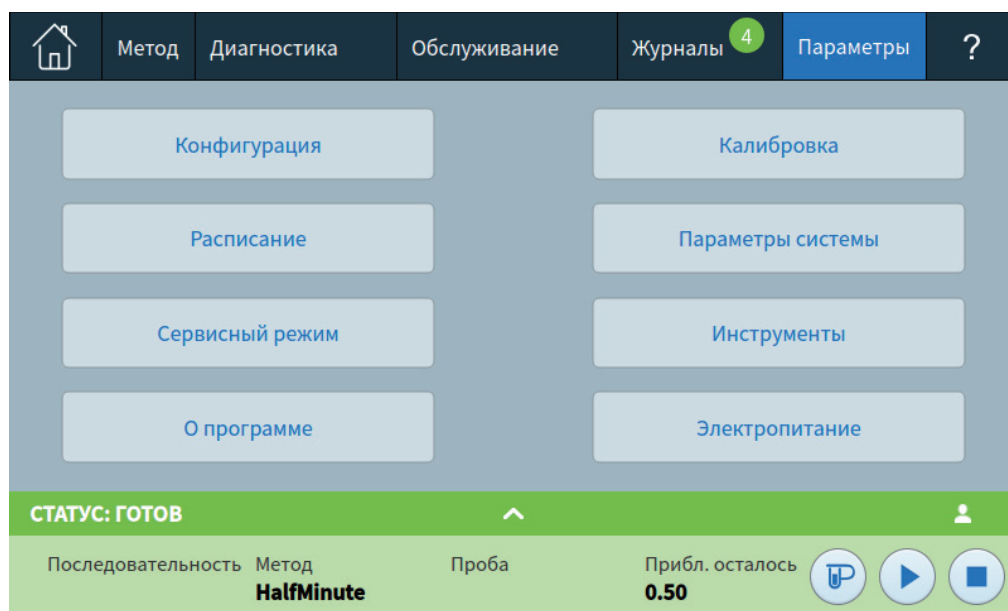 Метод Диагностика Обслуживание Журналы 4 Параметры ?
Конфигурация Калибровка
Расписание Параметры системы
Сервисный режим Инструменты
О программе Электропитание
СТАТУС: ГОТОВ
Последовательность Метод Проба Прибл. осталось
HalfMinute 0.50